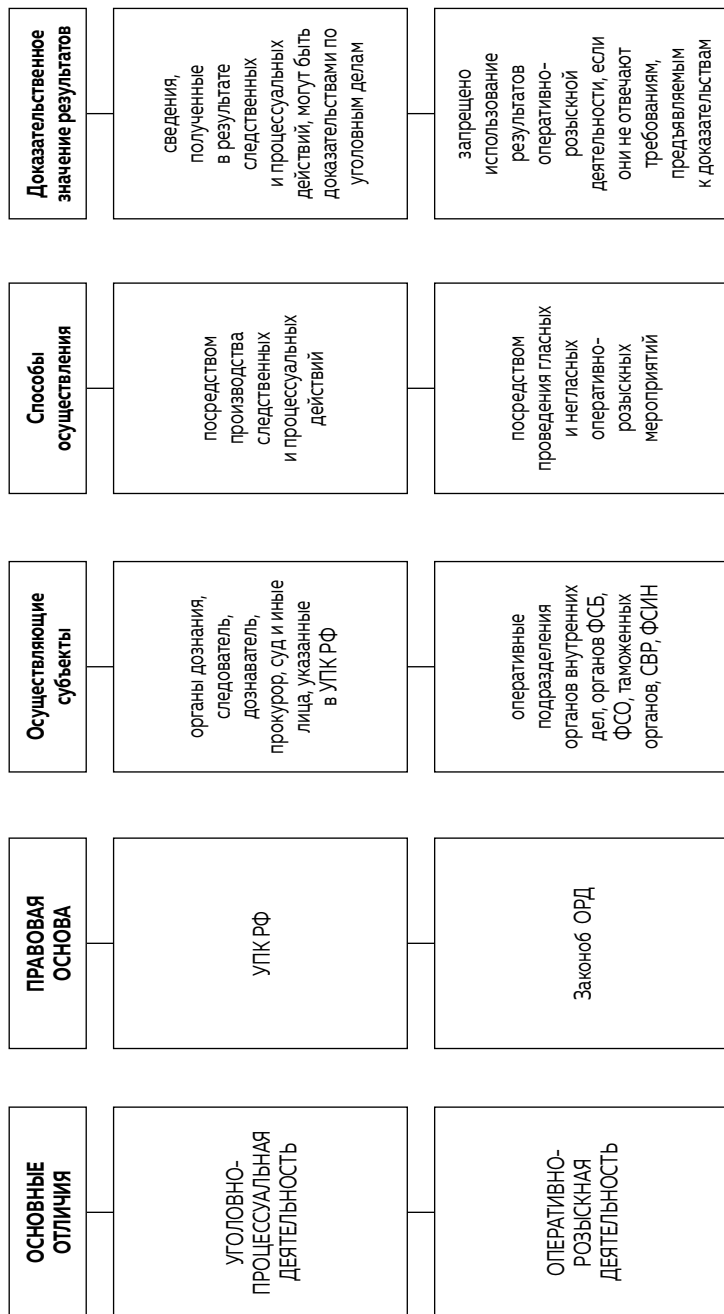 ОСНОВНЫЕ
ОТЛИЧИЯ
ПРАВОВАЯ
ОСНОВА
Осуществляющие
субъекты
Способы
осуществления
Доказательственное
значение результатов
УГОЛОВНО-
ПРОЦЕССУАЛЬНАЯ
ДЕЯТЕЛЬНОСТЬ
УПК РФ
органы дознания,
следователь,
дознаватель,
прокурор, суд и иные
лица, указанные
в УПК РФ
посредством
производства
следственных
и процессуальных
действий
сведения,
полученные
в результате
следственных
и процессуальных
действий, могут быть
доказательствами по
уголовным делам
ОПЕРАТИВНО-
РОЗЫСКНАЯ
ДЕЯТЕЛЬНОСТЬ
Законоб ОРД
оперативные
подразделения
органов внутренних
дел, органов ФСБ,
ФСО, таможенных
органов, СВР, ФСИН
посредством
проведения гласных
и негласных
оперативно-
розыскных
мероприятий
запрещено
использование
результатов
оперативно-
розыскной
деятельности, если
они не отвечают
требованиям,
предъявляемым
к доказательствам